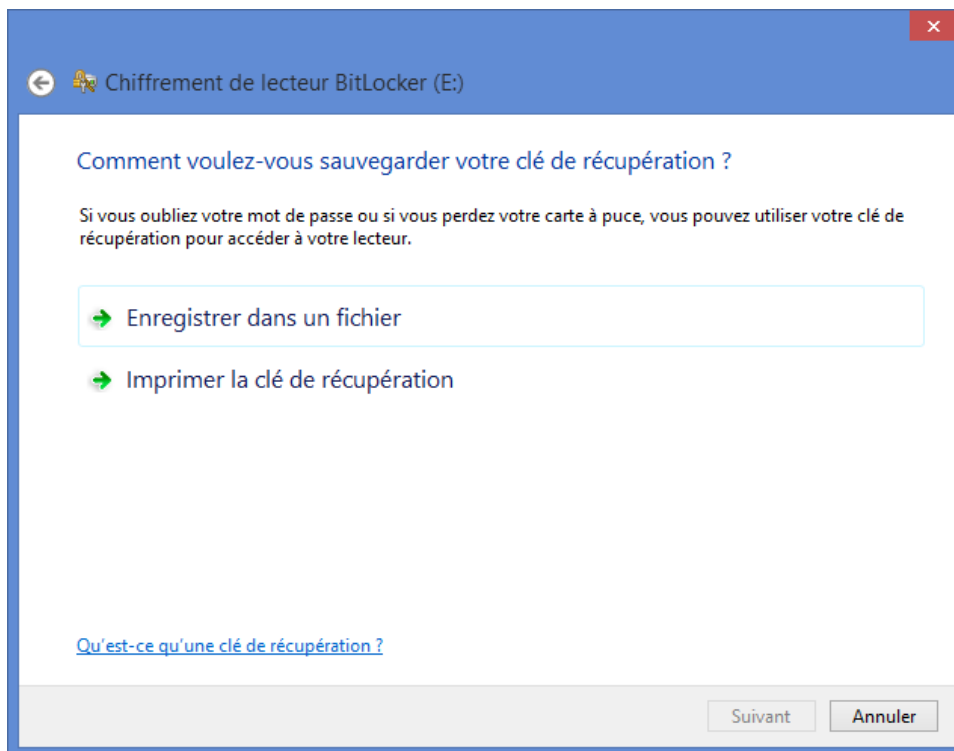 Chiffrement de lecteur BitLocker (E:)
Comment voulez-vous sauvegarder votre clé de récupération ?
Si vous oubliez votre mot de passe ou si vous perdez votre carte à puce, vous pouvez utiliser votre clé de
récupération pour accéder à votre lecteur.
Enregistrer dans un fichier
Imprimer la clé de récupération
Qu'est-ce qu'une clé de récupération ?
Suivant Annuler